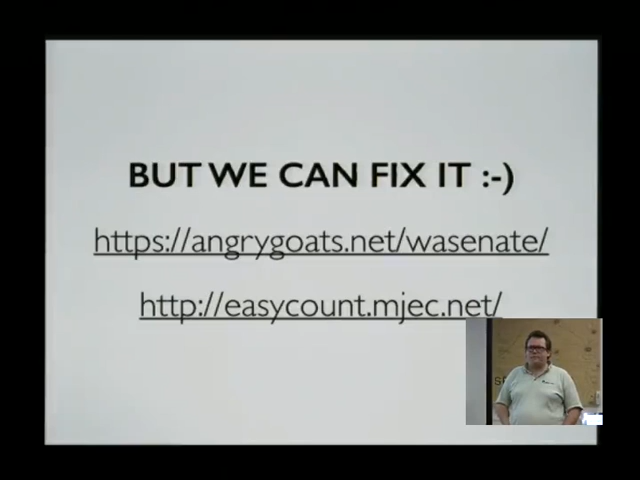 BUT WE CAN FIX IT :-)
https://angrygoats.net/wasenate/
http://easycount.mjec.net/